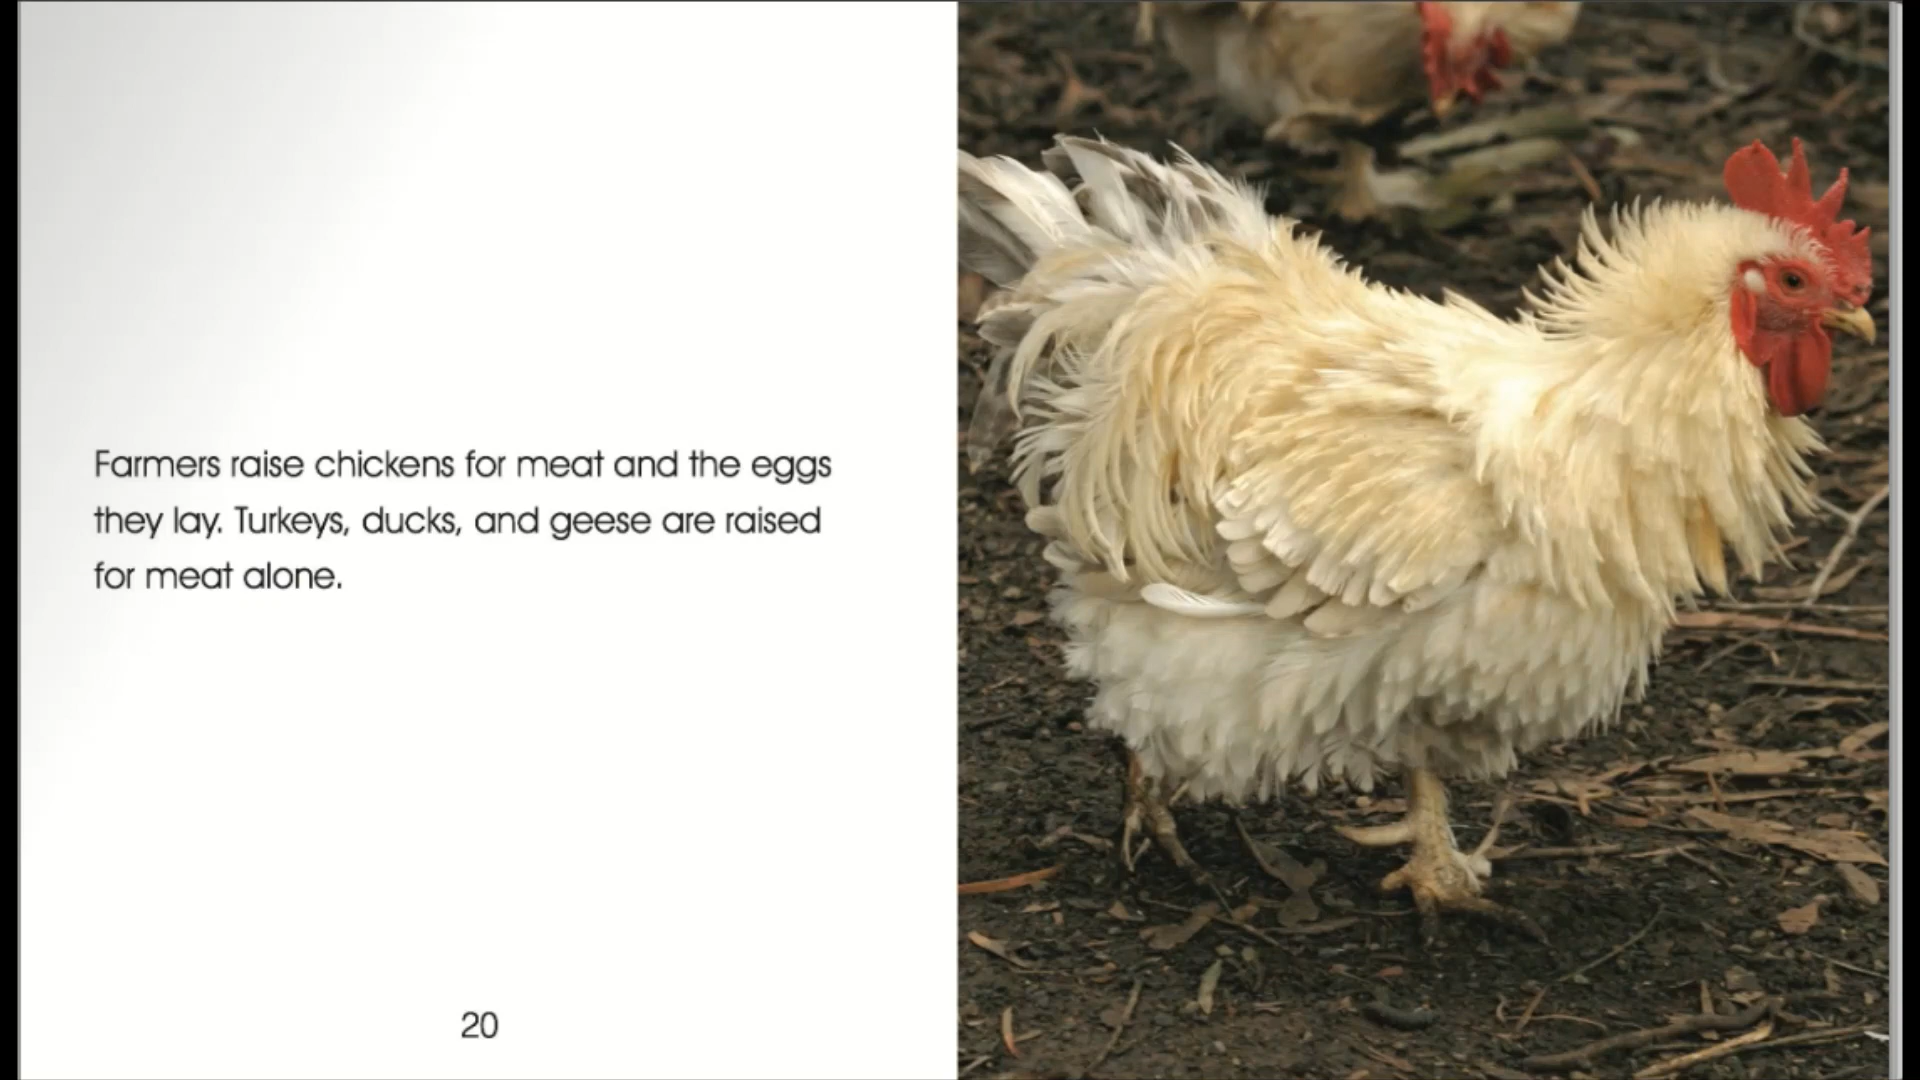 Farmers raise chickens for meat and the eggs
they lay. Turkeys, ducks, and geese are raised
for meat alone.
20